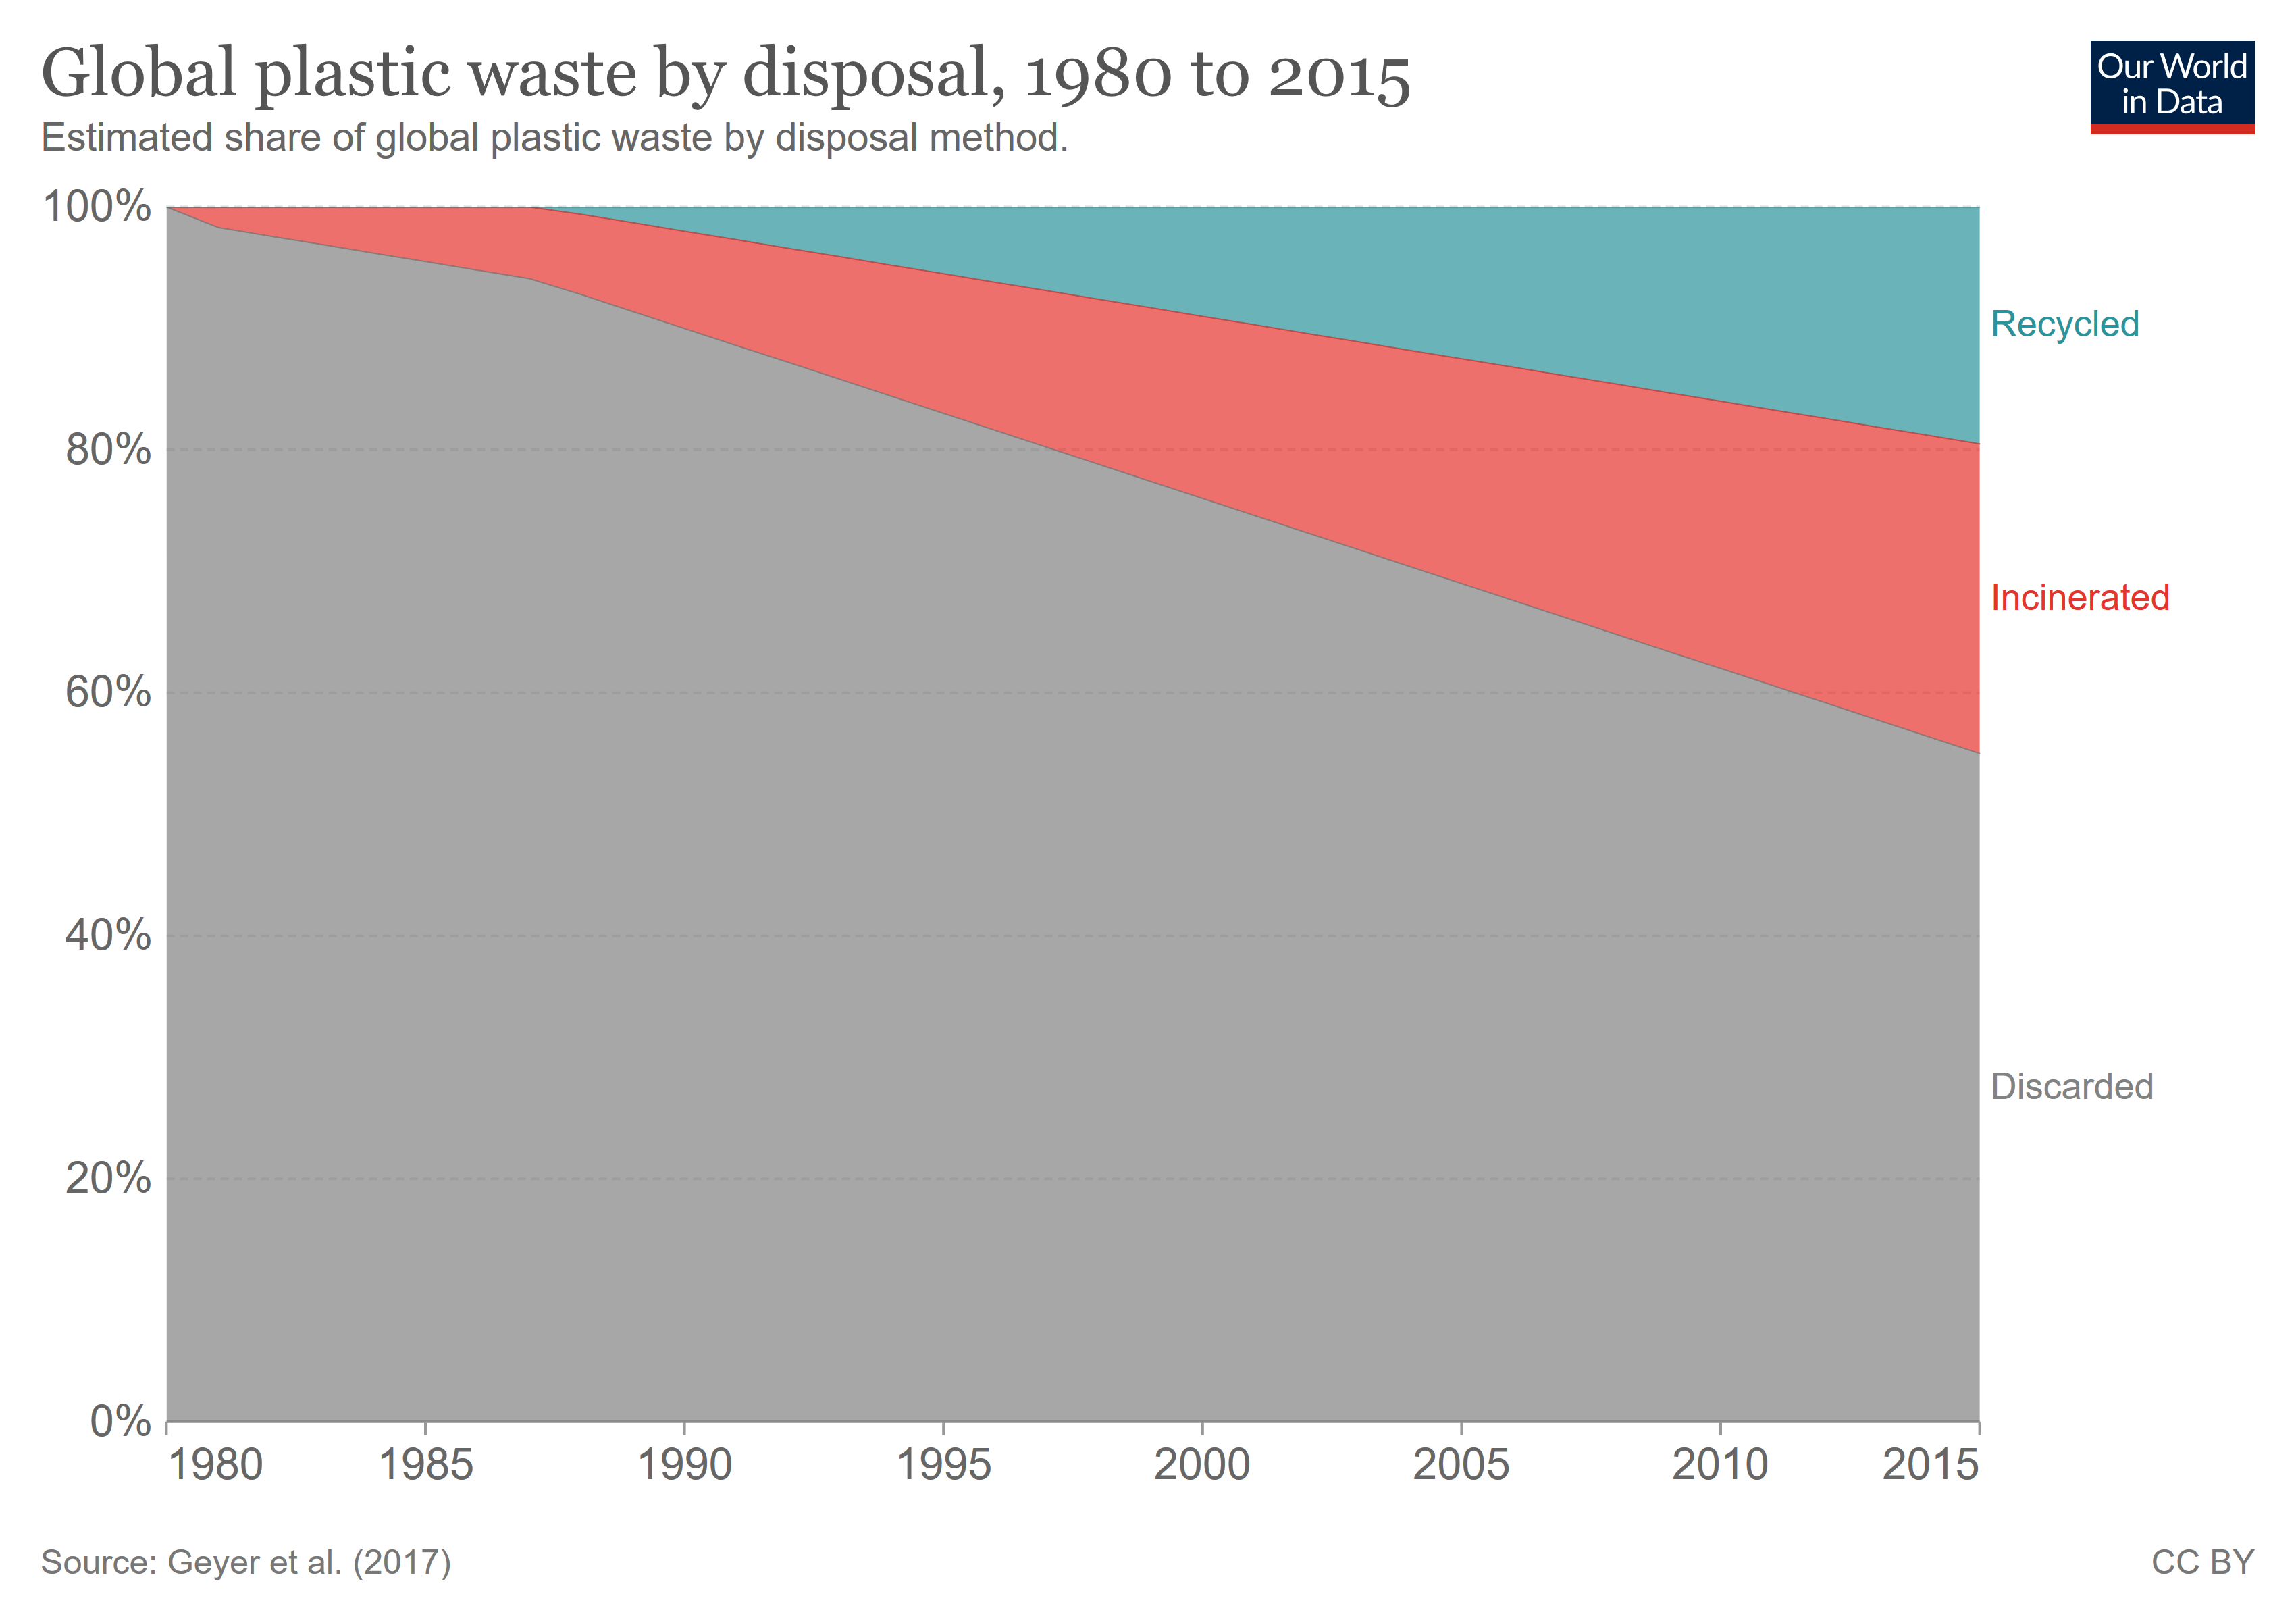 Global plastic waste by disposal, 1980 to 2015
Estimated share of global plastic waste by disposal method.
Our World
in Data
100%
80%
60%
40%
20%
0%
Recycled
Incinerated
Discarded
1980 1985 1990 1995 2000 2005 2010 2015
Source: Geyer et al. (2017)
CC BY